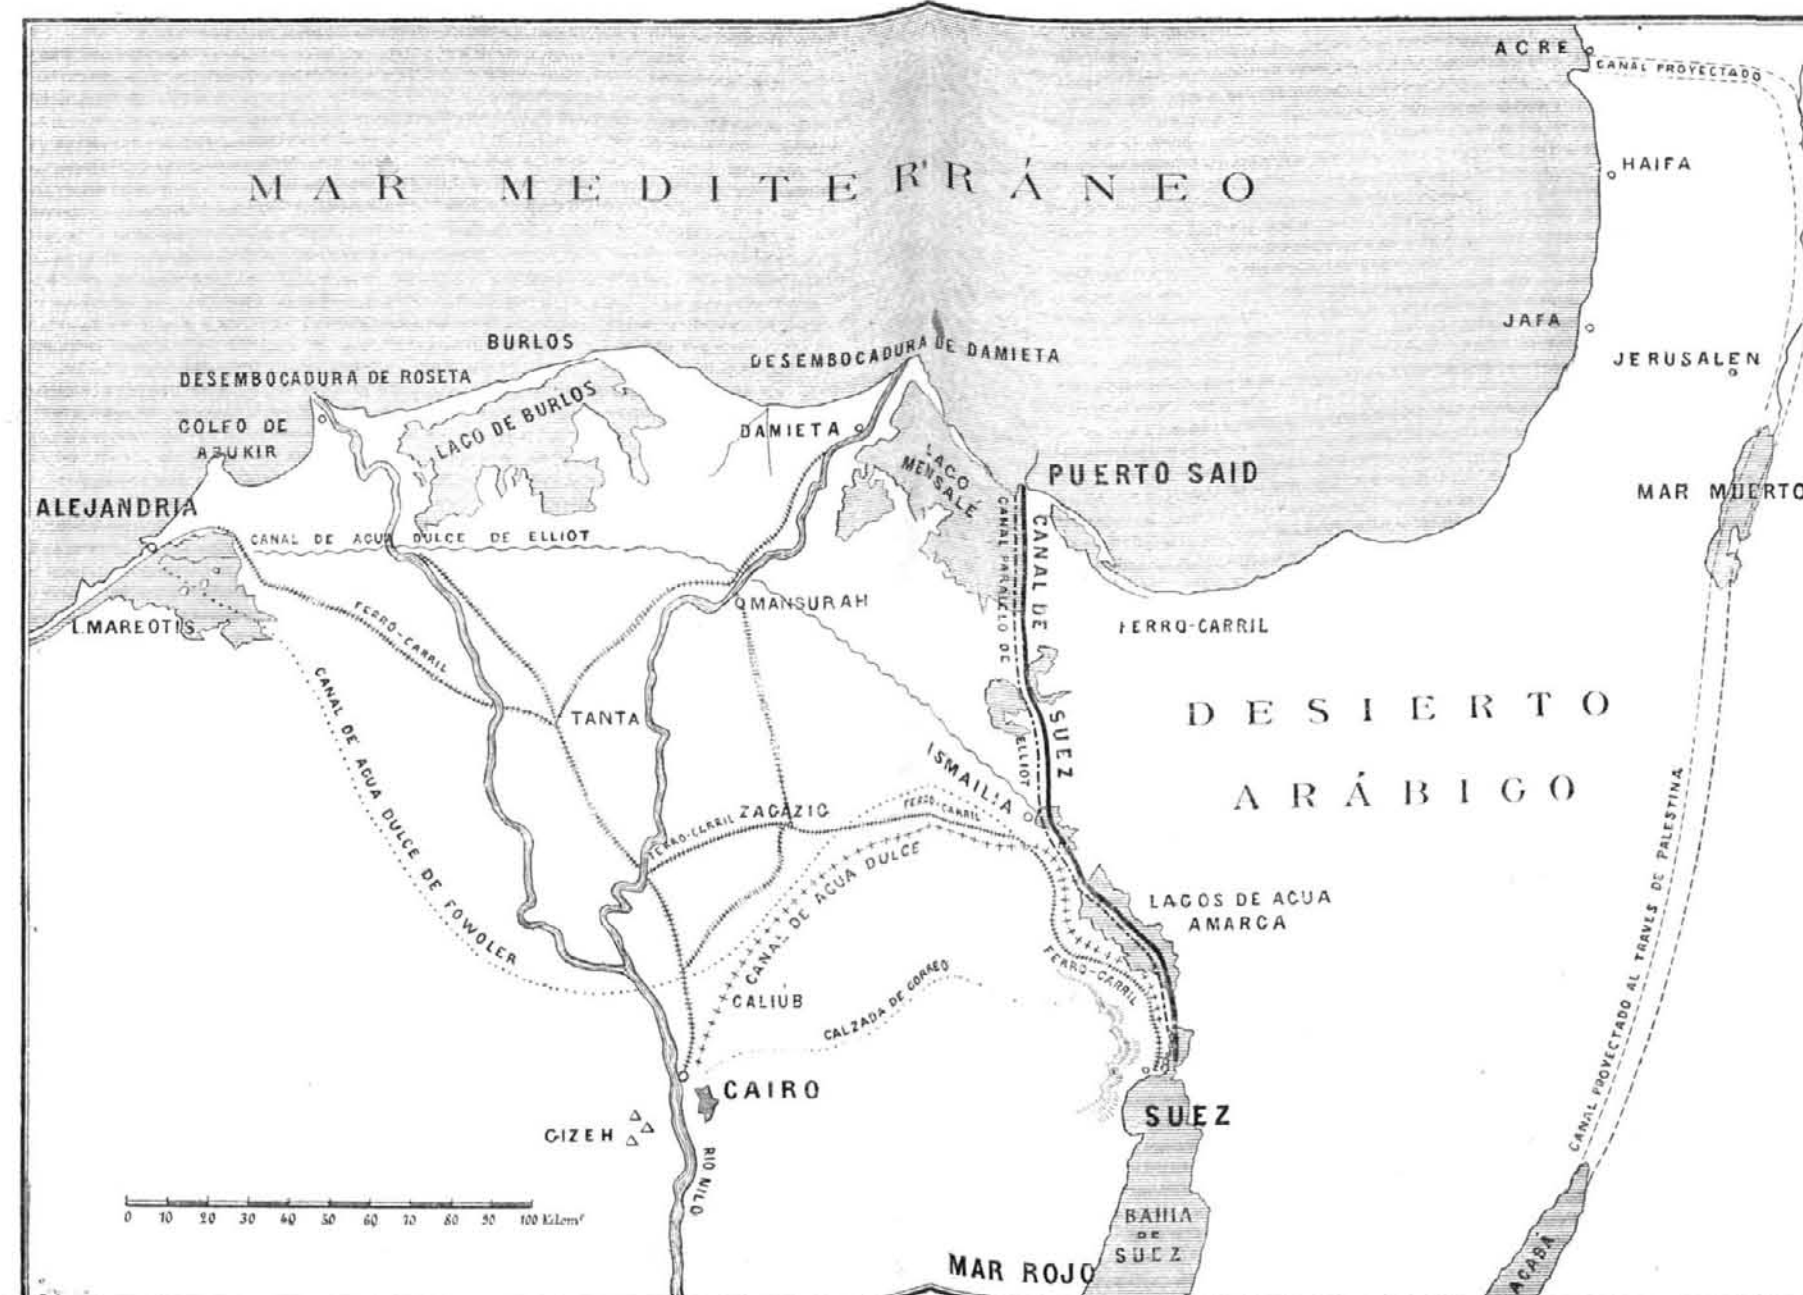 ACRE
CANAL PROYECTADO
HAIFA
MAR MEDITERRÁNEO
JAFA
JERUSALEN
BURLOS
DESEMBOCADURA DE DAMIETA
DESEMBOCADURA DE ROSETA
LAGO DE BURLOS
GOLFO DE
ABUKIR
DAMIETA
LAGO
MENSALÉ
PUERTO SAID
MAR MUERTO
ALEJANDRIA
CANAL DE AGUA DULCE DE ELLIOT
CANAL PARALELO DE ELLIOT
CANAL DE SUEZ
L.MAREOTIS
FERRO-CARRIL
MANSURAH
FERRO-CARRIL
CANAL DE AGUA DULCE DE FOWOLER
TANTA
DESIERTO
ARÁBIGO
ISMAILIA
FERRO-CARRIL
ZAGAZIG
FERRO-CARRIL
CANAL DE AGUA DULCE
LAGOS DE AGUA
AMARGA
FERRO-CARRIL
CALIÚB
CALZADA DE CORREO
CANAL PROYECTADO AL TRAVES DE PALESTINA
CAIRO
SUEZ
GIZEH
RIO NILO
0 10 20 30 40 50 60 70 80 90 100 Kilomˢ
BAHIA
DE
SUEZ
MAR ROJO
ACABÁ